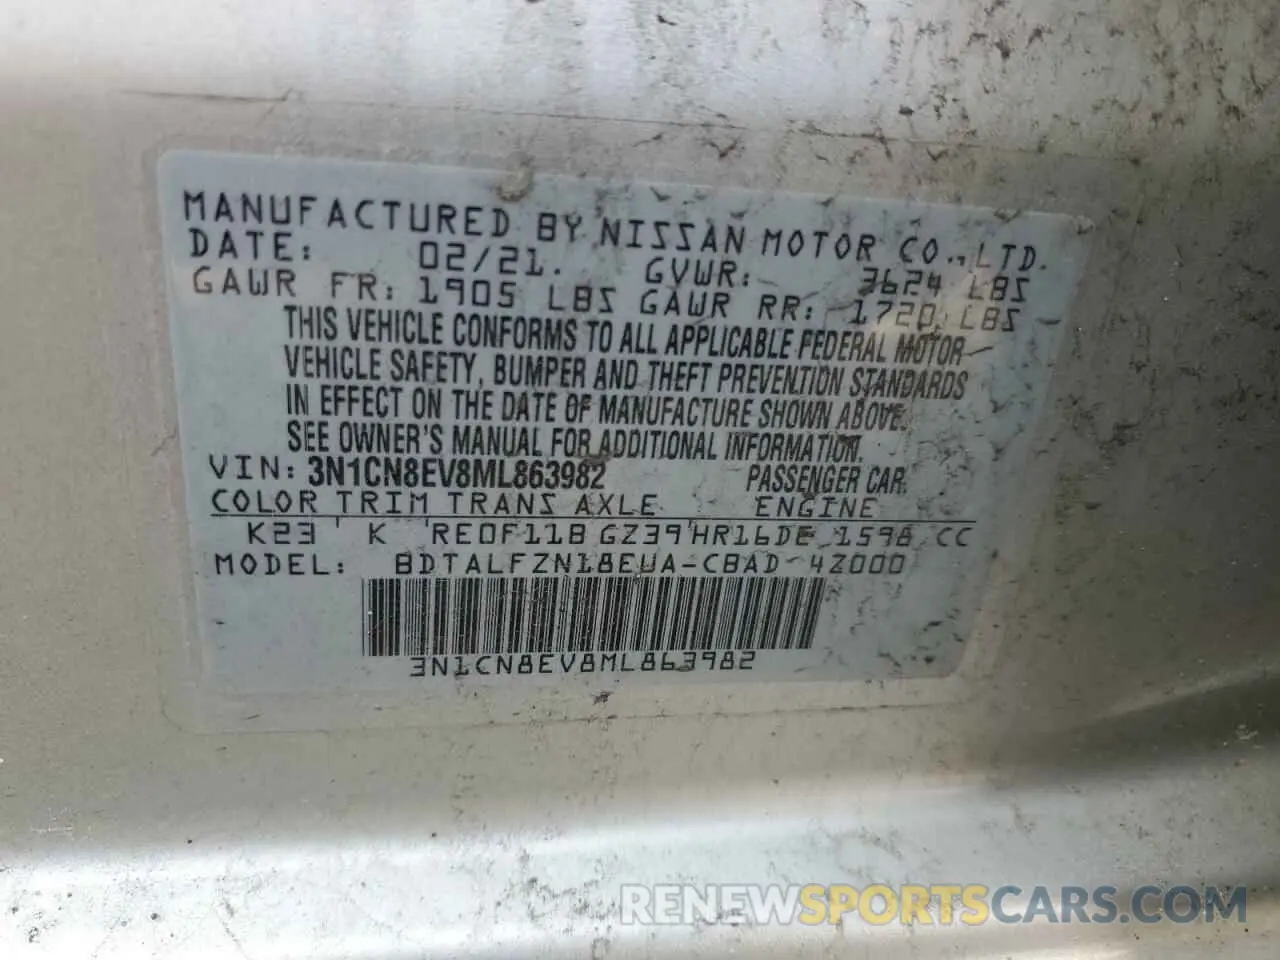 MANUFACTURED BY NISSAN MOTOR CO., LTD.
DATE: 02/21. GVWR: 3624 LBS
GAWR FR: 1905 LBS GAWR RR: 1720 LBS
THIS VEHICLE CONFORMS TO ALL APPLICABLE FEDERAL MOTOR
VEHICLE SAFETY, BUMPER AND THEFT PREVENTION STANDARDS
IN EFFECT ON THE DATE OF MANUFACTURE SHOWN ABOVE.
SEE OWNER'S MANUAL FOR ADDITIONAL INFORMATION.
VIN: 3N1CN8EV8ML863982 PASSENGER CAR
COLOR TRIM TRANS AXLE ENGINE
K23 K RE0F11B GZ39 HR16DE 1598 CC
MODEL: BDTALFZN18EUA-CBAD-4Z000
3N1CN8EV8ML863982
RENEWSPORTSCARS.COM